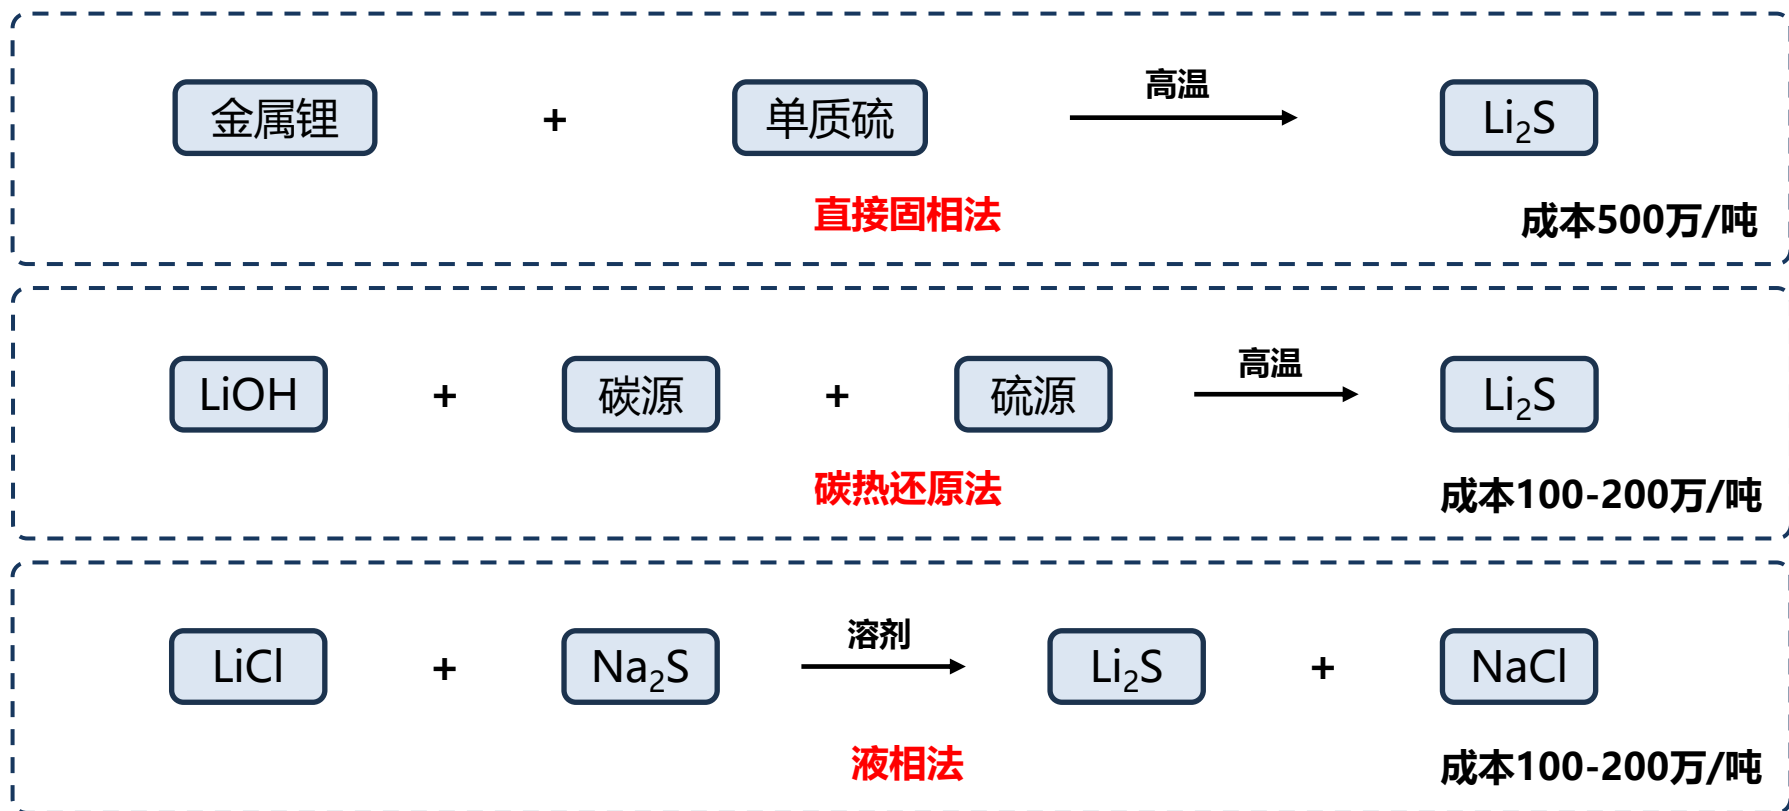 金属锂 + 单质硫 高温 Li₂S
直接固相法 成本500万/吨
LiOH + 碳源 + 硫源 高温 Li₂S
碳热还原法 成本100-200万/吨
LiCl + Na₂S 溶剂 Li₂S + NaCl
液相法 成本100-200万/吨